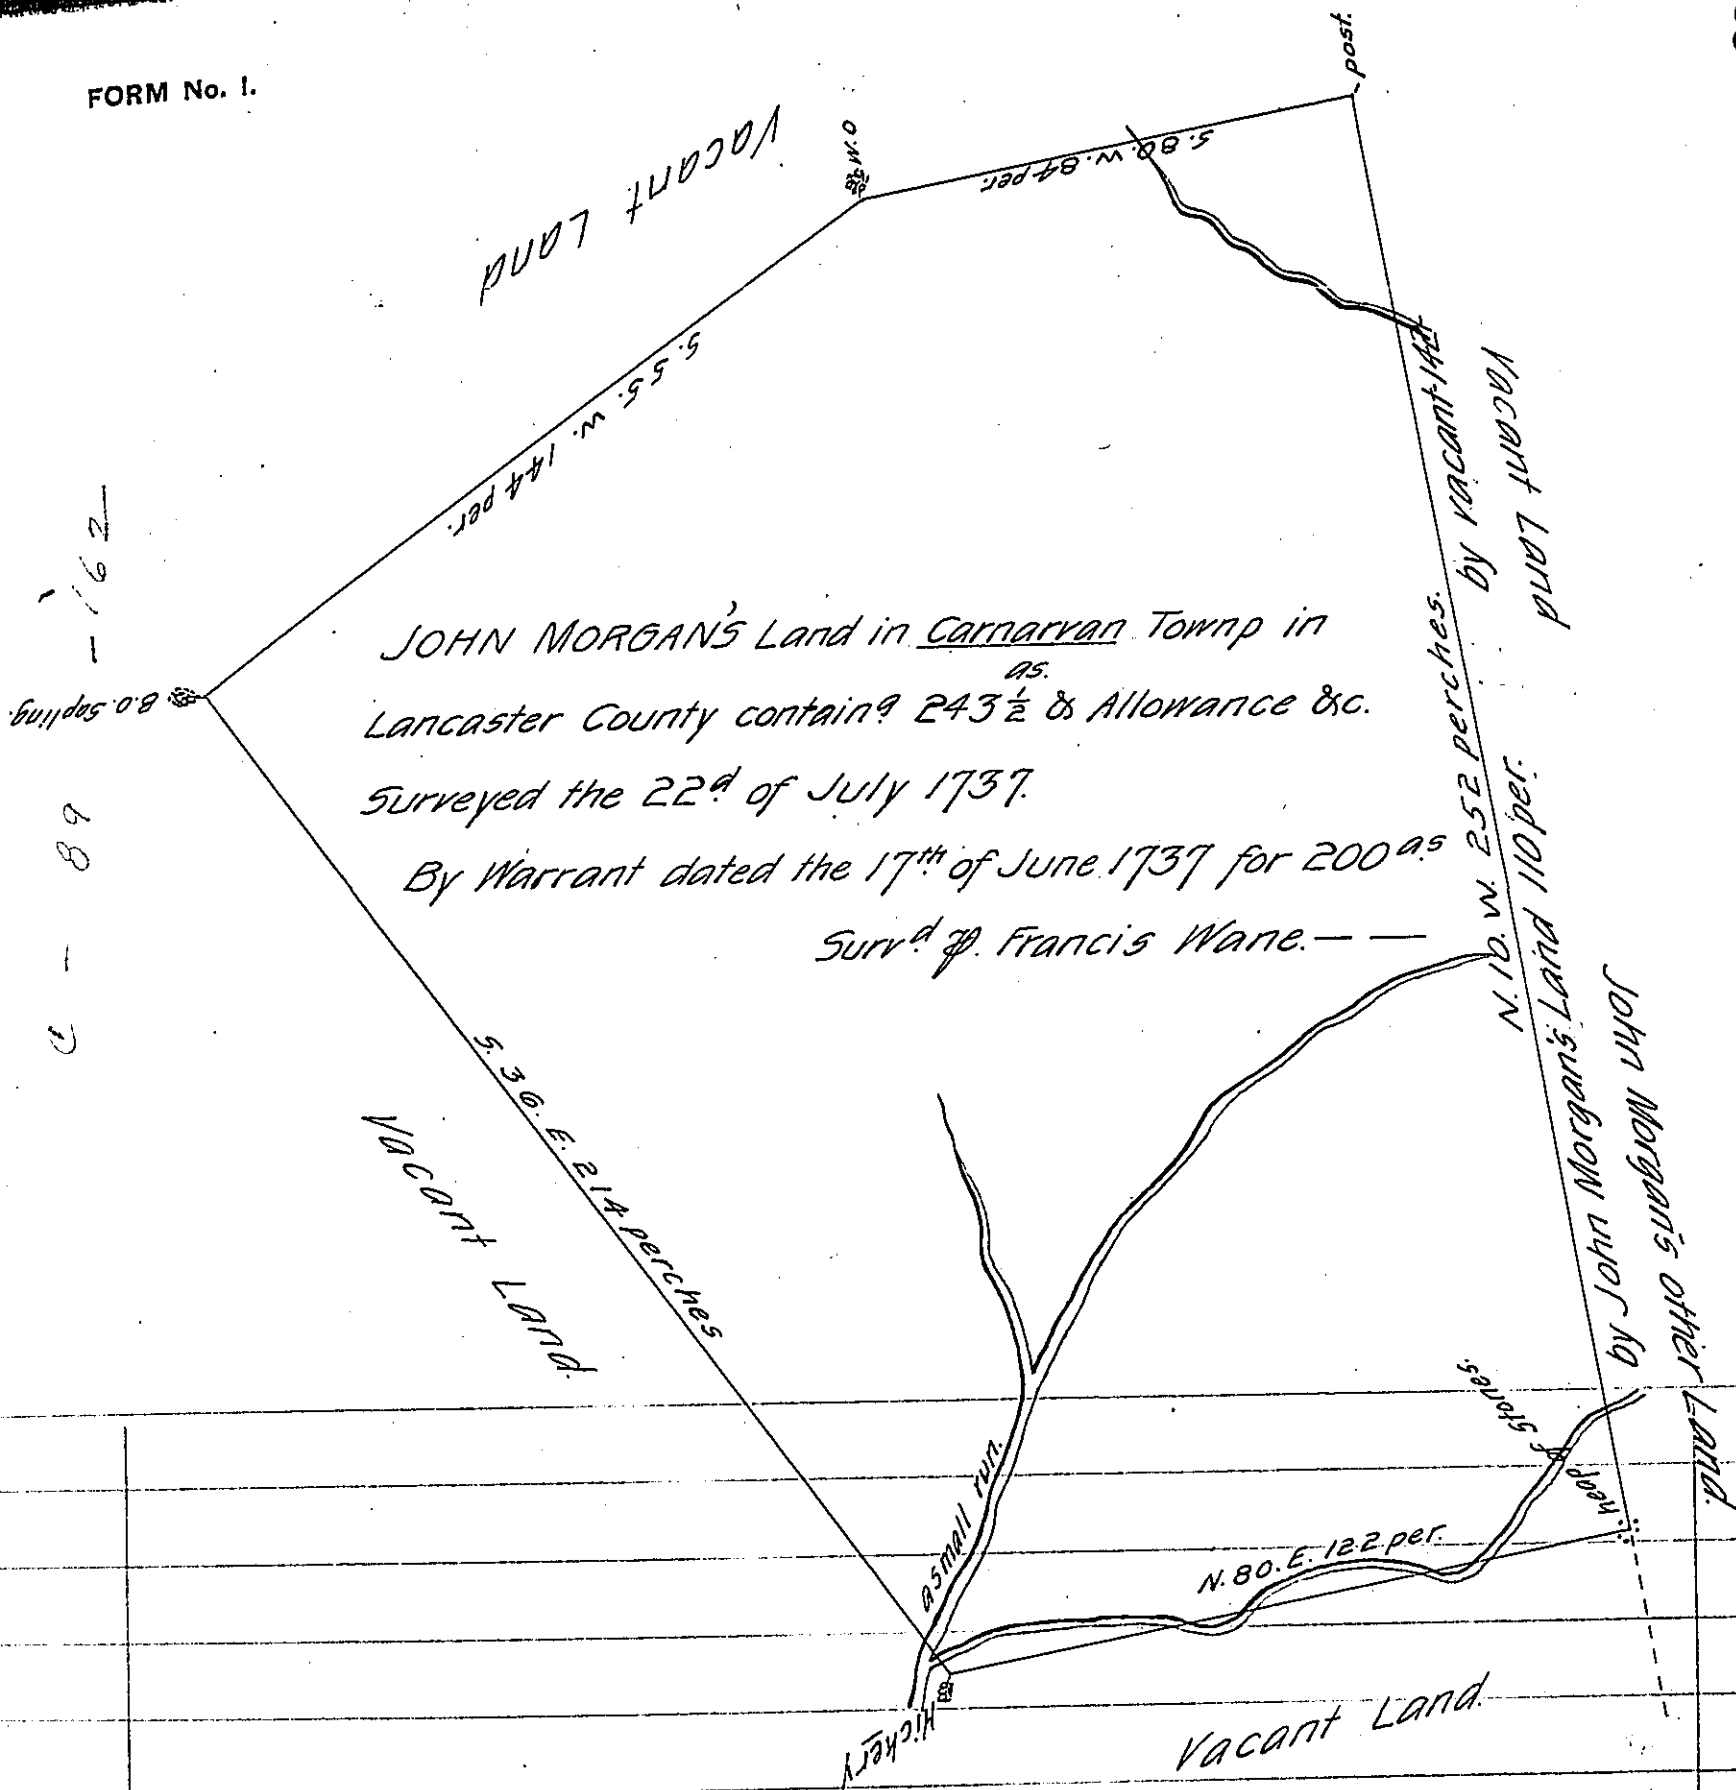 FORM No. 1.
post.
Vacant Land
W.O.
S. 80. W. 84 per.
S. 55. W. 144 per.
B.O. Sapling.
C - 89 - 162
JOHN MORGAN'S Land in Carnarvan Townp in
Lancaster County containg 243 1/2 as. & Allowance &c.
Surveyed the 22d of July 1737.
By Warrant dated the 17th of June 1737 for 200 as
Survd ⅌. Francis Wane. — —
N. 10. W. 252 perches.
by vacant 142
Vacant Land
by John Morgan's Land 110 per.
John Morgan's other Land.
S. 36. E. 214 perches
Vacant Land.
a small run.
heap of Stones.
N. 80. E. 122 per.
Hickery
Vacant Land.